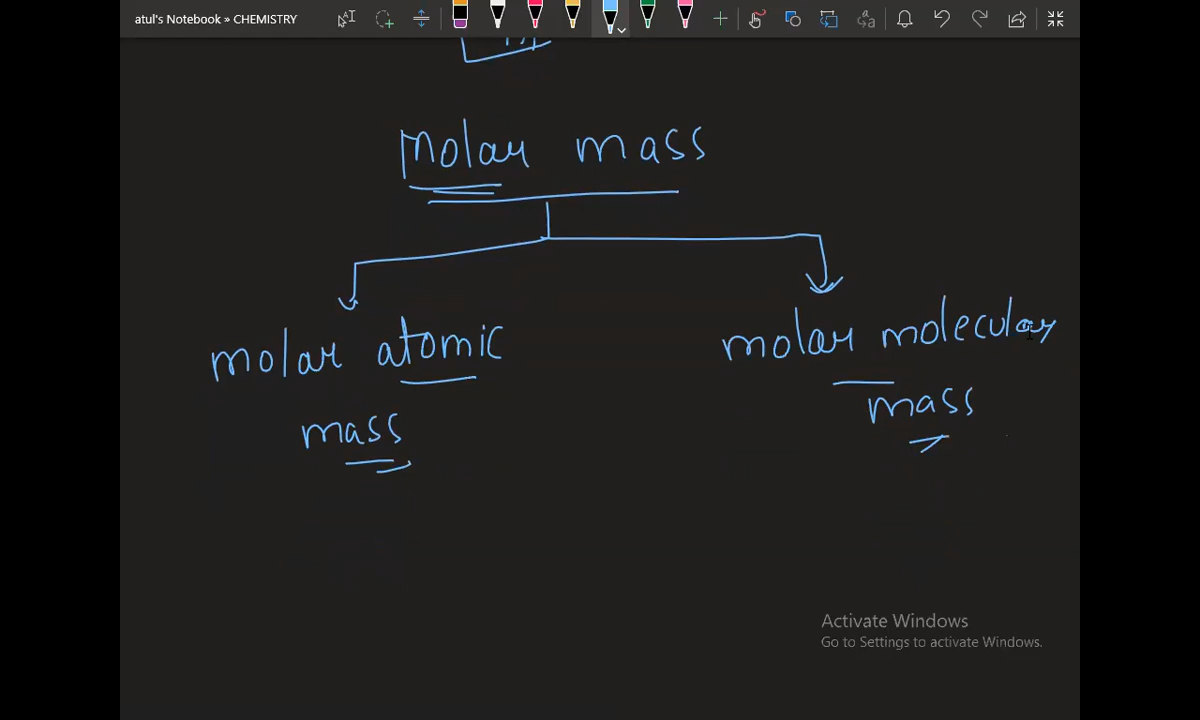 atul's Notebook » CHEMISTRY
Molar mass
molar atomic
mass
molar molecular
mass
Activate Windows
Go to Settings to activate Windows.